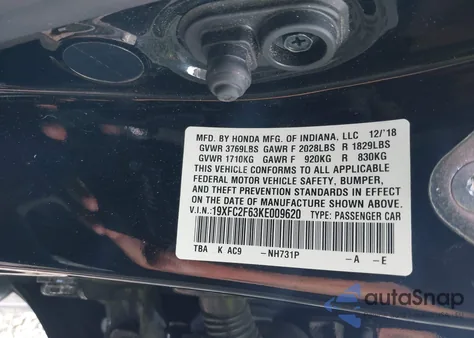 MFD. BY HONDA MFG. OF INDIANA, LLC 12/'18
GVWR 3769LBS GAWR F 2028LBS R 1829LBS
GVWR 1710KG GAWR F 920KG R 830KG
THIS VEHICLE CONFORMS TO ALL APPLICABLE
FEDERAL MOTOR VEHICLE SAFETY, BUMPER,
AND THEFT PREVENTION STANDARDS IN EFFECT
ON THE DATE OF MANUFACTURE SHOWN ABOVE.
V.I.N.: 19XFC2F63KE009620 TYPE: PASSENGER CAR
TBA K AC9 -NH731P -A -E
autoSnap